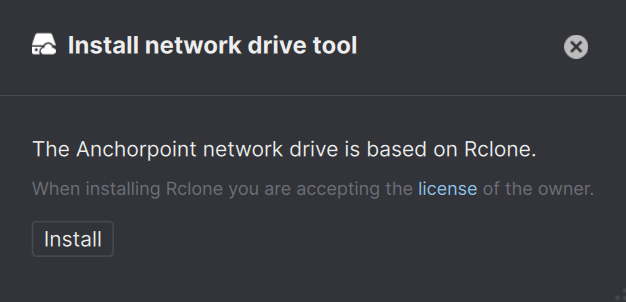 Install network drive tool
The Anchorpoint network drive is based on Rclone.
When installing Rclone you are accepting the license of the owner.
Install